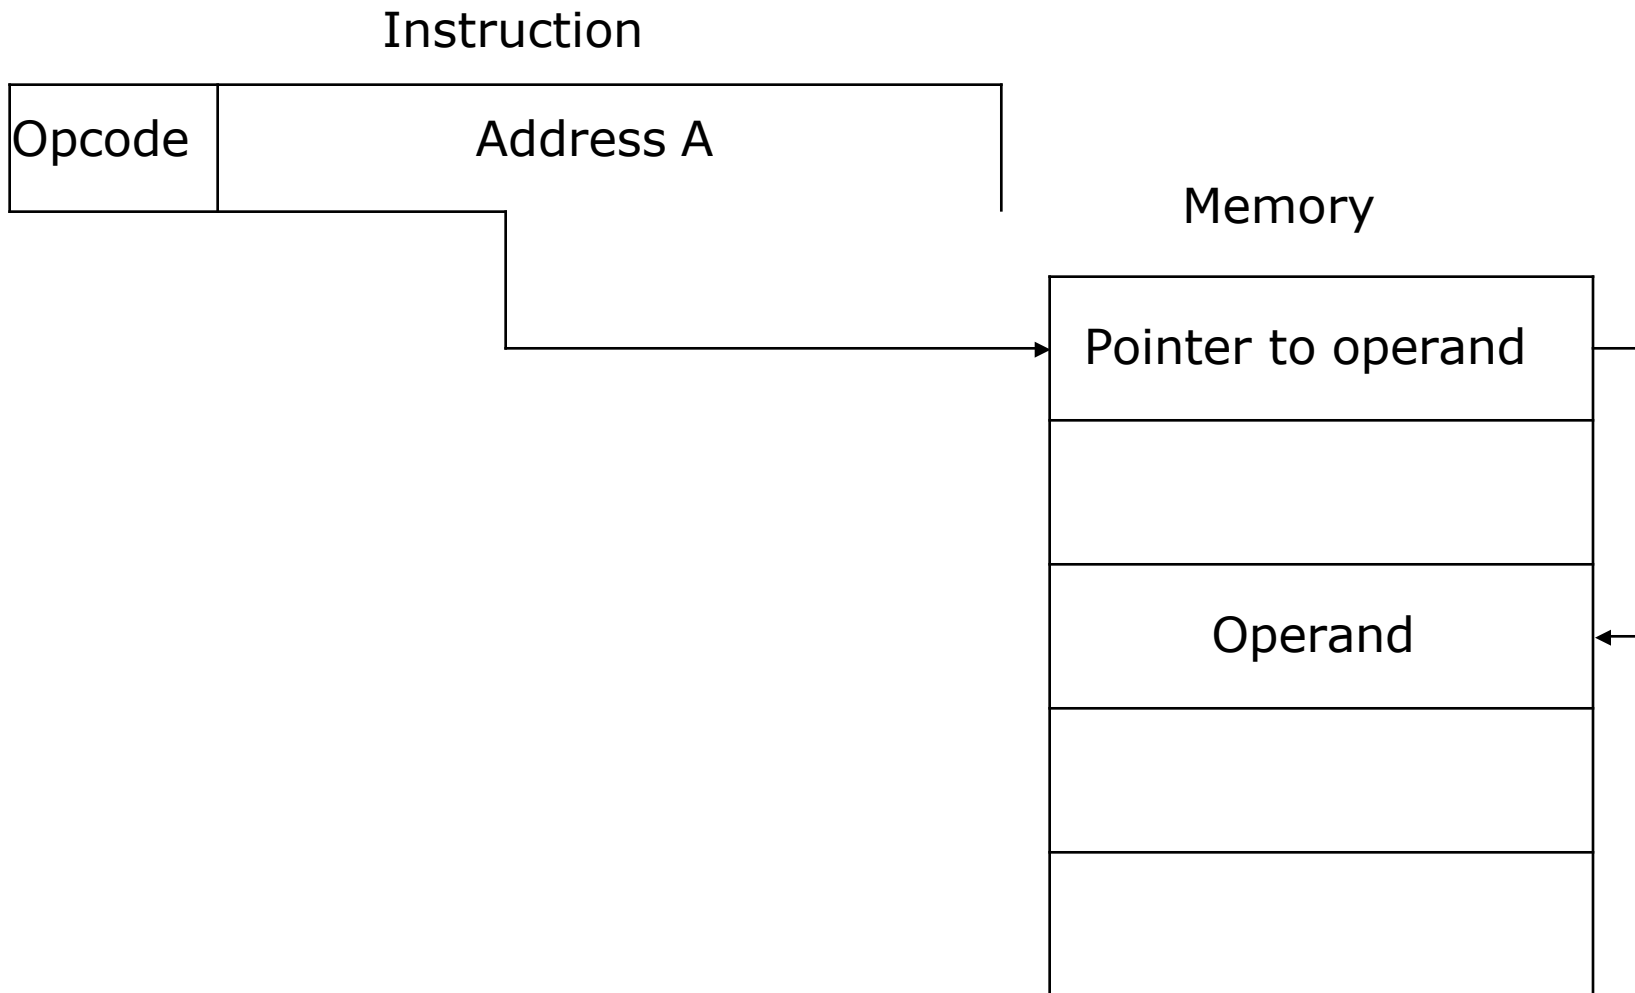 Instruction
Opcode
Address A
Memory
Pointer to operand
Operand